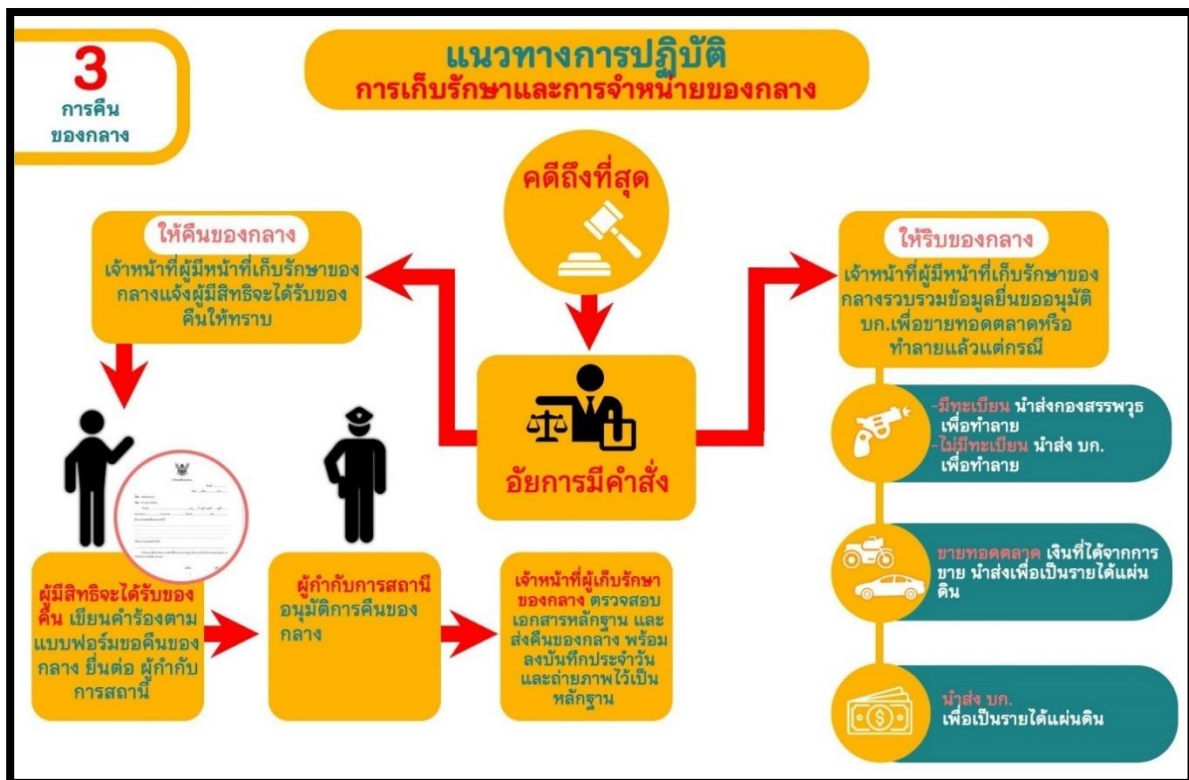 3
การคืน
ของกลาง
แนวทางการปฏิบัติ
การเก็บรักษาและการจำหน่ายของกลาง
คดีถึงที่สุด
ให้คืนของกลาง
เจ้าหน้าที่ผู้มีหน้าที่เก็บรักษาของ
กลางแจ้งผู้มีสิทธิจะได้รับของ
คืนให้ทราบ
ให้ริบของกลาง
เจ้าหน้าที่ผู้มีหน้าที่เก็บรักษาของ
กลางรวบรวมข้อมูลยื่นขออนุมัติ
บก.เพื่อขายทอดตลาดหรือ
ทำลายแล้วแต่กรณี
อัยการมีคำสั่ง
-มีทะเบียน นำส่งกองสรรพวุธ
เพื่อทำลาย
-ไม่มีทะเบียน นำส่ง บก.
เพื่อทำลาย
ขายทอดตลาด เงินที่ได้จากการ
ขาย นำส่งเพื่อเป็นรายได้แผ่น
ดิน
นำส่ง บก.
เพื่อเป็นรายได้แผ่นดิน
ผู้มีสิทธิจะได้รับของ
คืน เขียนคำร้องตาม
แบบฟอร์มขอคืนของ
กลาง ยื่นต่อ ผู้กำกับ
การสถานี
ผู้กำกับการสถานี
อนุมัติการคืนของ
กลาง
เจ้าหน้าที่ผู้เก็บรักษา
ของกลาง ตรวจสอบ
เอกสารหลักฐาน และ
ส่งคืนของกลาง พร้อม
ลงบันทึกประจำวัน
และถ่ายภาพไว้เป็น
หลักฐาน